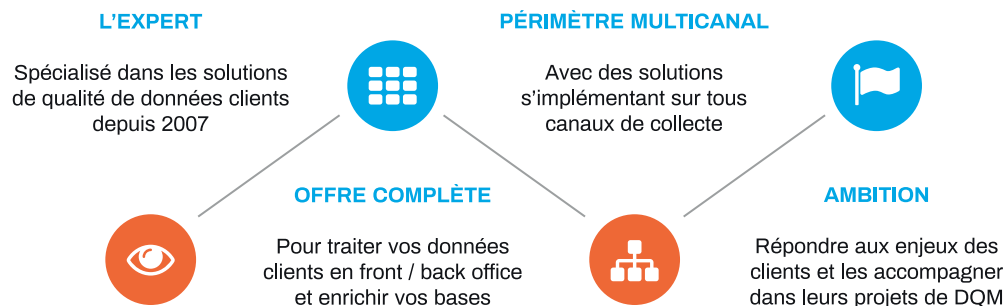 L'EXPERT
Spécialisé dans les solutions
de qualité de données clients
depuis 2007
OFFRE COMPLÈTE
Pour traiter vos données
clients en front / back office
et enrichir vos bases
PÉRIMÈTRE MULTICANAL
Avec des solutions
s'implémentant sur tous
canaux de collecte
AMBITION
Répondre aux enjeux des
clients et les accompagner
dans leurs projets de DQM